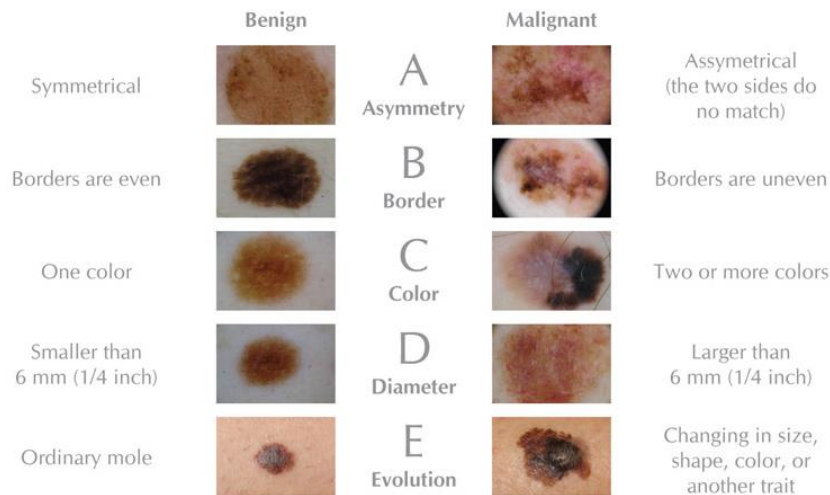 Benign
Malignant
Symmetrical
A
Asymmetry
Assymetrical
(the two sides do
no match)
Borders are even
B
Border
Borders are uneven
One color
C
Color
Two or more colors
Smaller than
6 mm (1/4 inch)
D
Diameter
Larger than
6 mm (1/4 inch)
Ordinary mole
E
Evolution
Changing in size,
shape, color, or
another trait